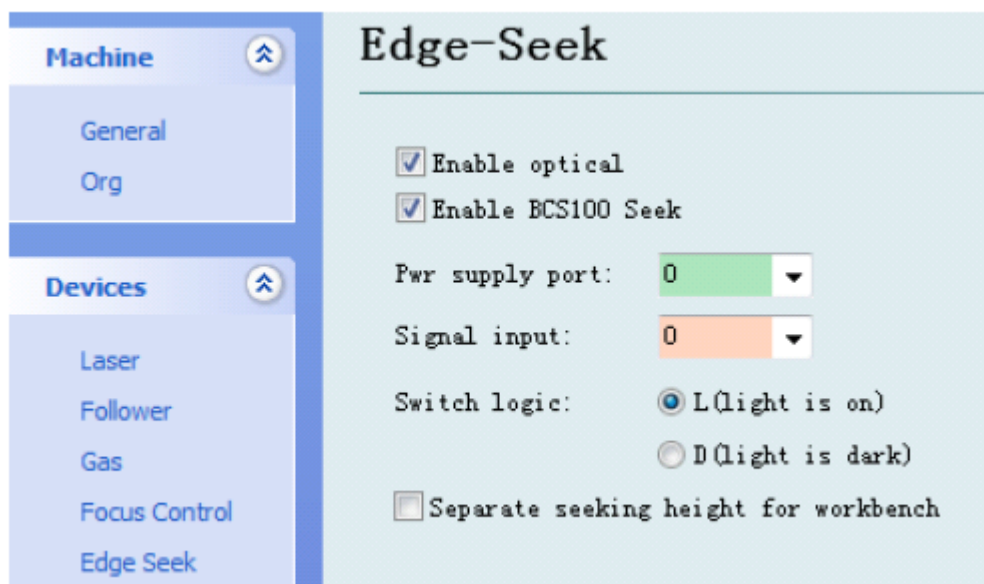 Machine
General
Org
Devices
Laser
Follower
Gas
Focus Control
Edge Seek
Edge-Seek
Enable optical
Enable BCS100 Seek
Pwr supply port: 0
Signal input: 0
Switch logic: L(light is on)
D(light is dark)
Separate seeking height for workbench